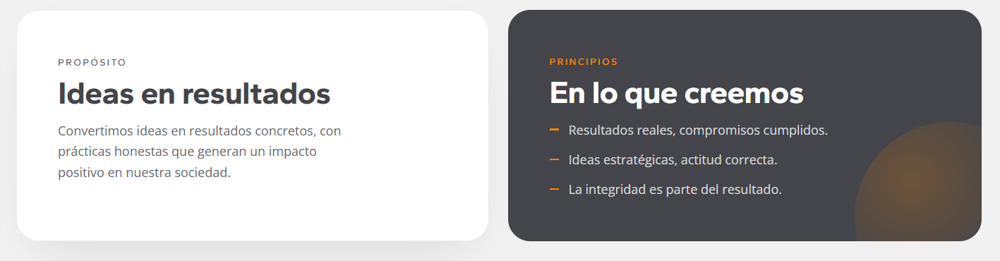 PROPÓSITO
Ideas en resultados
Convertimos ideas en resultados concretos, con
prácticas honestas que generan un impacto
positivo en nuestra sociedad.
PRINCIPIOS
En lo que creemos
Resultados reales, compromisos cumplidos.
Ideas estratégicas, actitud correcta.
La integridad es parte del resultado.